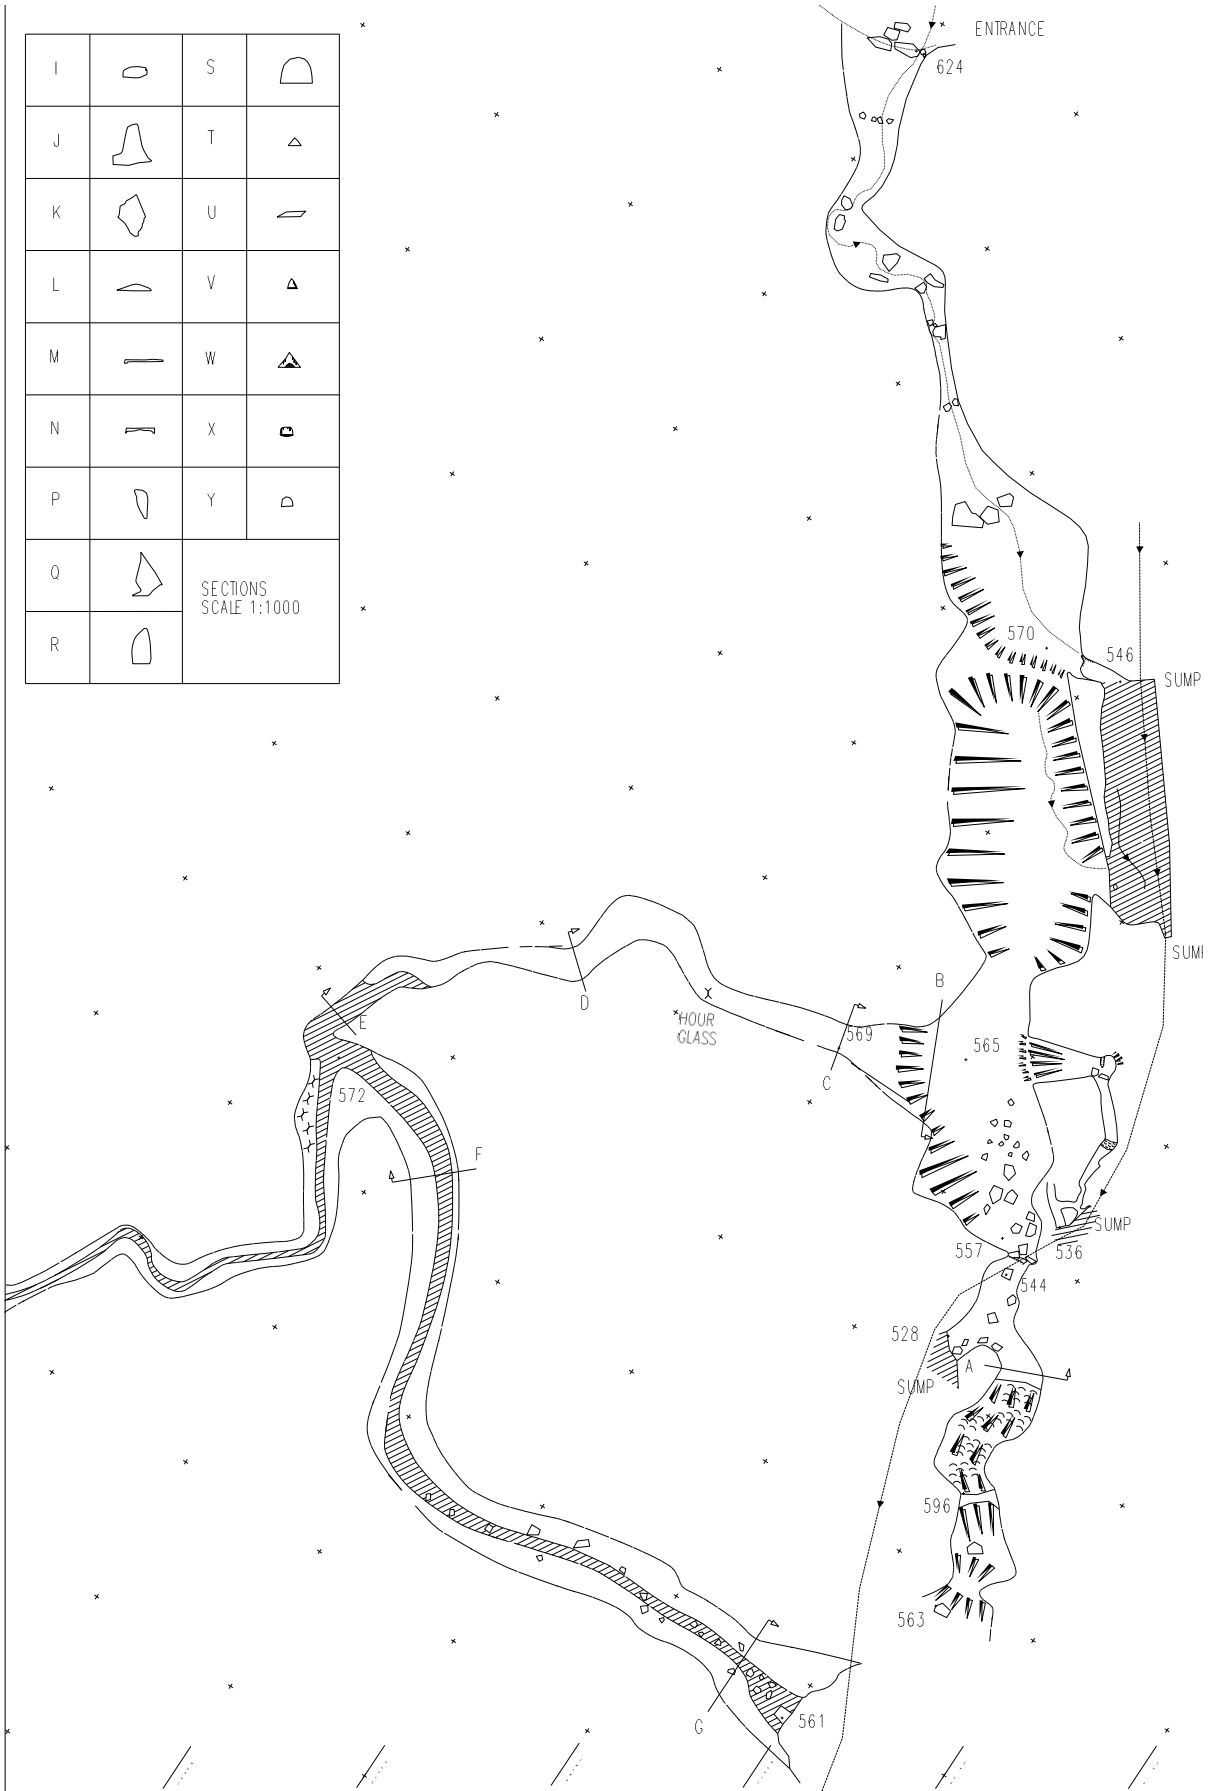 ENTRANCE
624
I S
J T
K U
L V
M W
N X
P Y
Q
SECTIONS
SCALE 1:1000
R
570
546
SUMP
SUMP
B
D
E
HOUR
GLASS
569
565
C
572
F
SUMP
557
536
544
528
A
SUMP
596
563
561
G